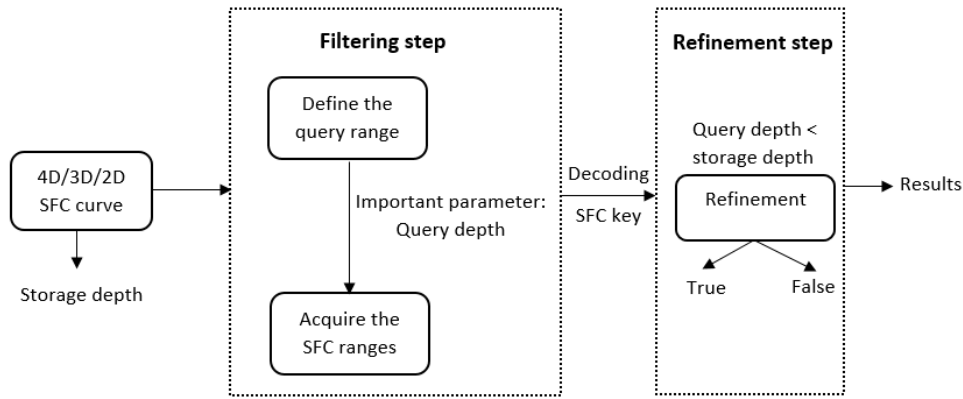 Filtering step
Refinement step
Define the
query range
4D/3D/2D
SFC curve
Storage depth
Important parameter:
Query depth
Acquire the
SFC ranges
Decoding
SFC key
Query depth <
storage depth
Refinement
True
False
Results